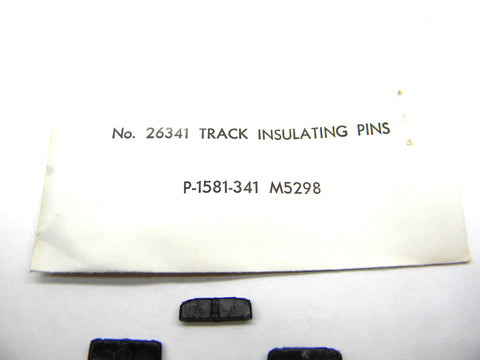 No. 26341 TRACK INSULATING PINS
P-1581-341 M5298